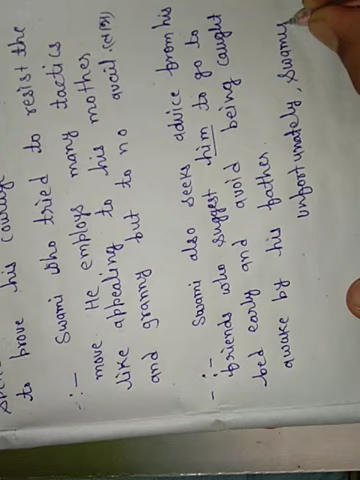 to prove his courage
Swami who tried to resist the
:- move He employs many tactics
like appealing to his mother
and granny but to no avail.
Swami also seeks advice from his
-:- friends who suggest him to go to
bed early and avoid being caught
awake by his father.
unfortunately, Swamy